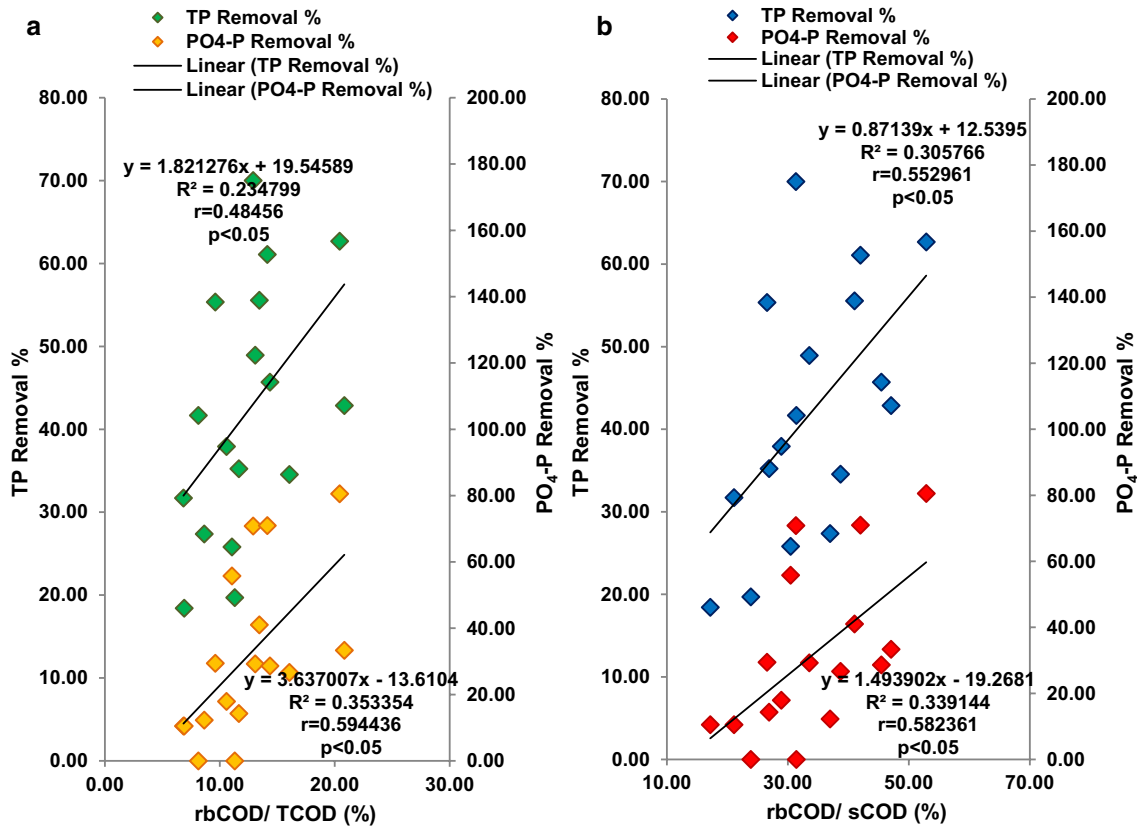 a
TP Removal %
PO4-P Removal %
Linear (TP Removal %)
Linear (PO4-P Removal %)
80.00
70.00
60.00
50.00
40.00
30.00
20.00
10.00
0.00
TP Removal %
y = 1.821276x + 19.54589
R² = 0.234799
r=0.48456
p<0.05
y = 3.637007x - 13.6104
R² = 0.353354
r=0.594436
p<0.05
200.00
180.00
160.00
140.00
120.00
100.00
80.00
60.00
40.00
20.00
0.00
PO₄-P Removal %
0.00 10.00 20.00 30.00
rbCOD/ TCOD (%)
b
TP Removal %
PO4-P Removal %
Linear (TP Removal %)
Linear (PO4-P Removal %)
80.00
70.00
60.00
50.00
40.00
30.00
20.00
10.00
0.00
TP Removal %
y = 0.87139x + 12.5395
R² = 0.305766
r=0.552961
p<0.05
y = 1.493902x - 19.2681
R² = 0.339144
r=0.582361
p<0.05
200.00
180.00
160.00
140.00
120.00
100.00
80.00
60.00
40.00
20.00
0.00
PO₄-P Removal %
10.00 30.00 50.00 70.00
rbCOD/ sCOD (%)